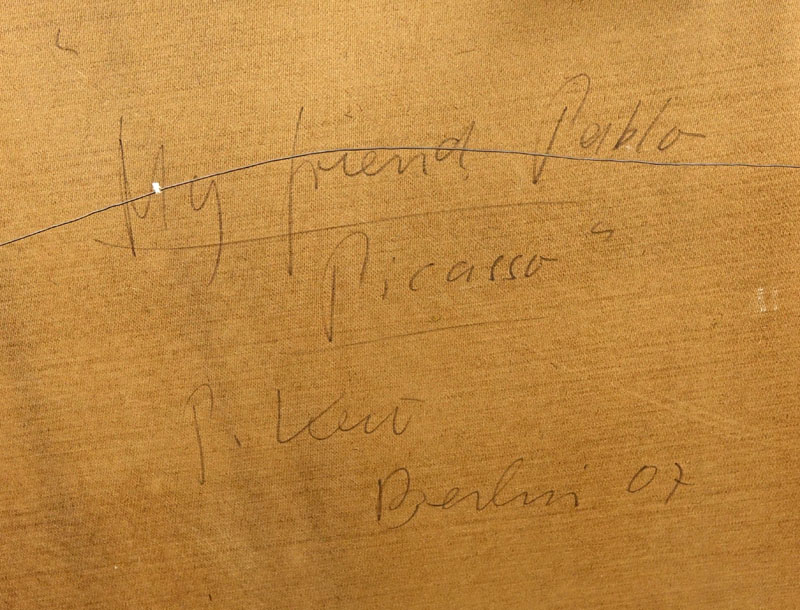 "My friend Pablo
Picasso"
P.
Berlin 07